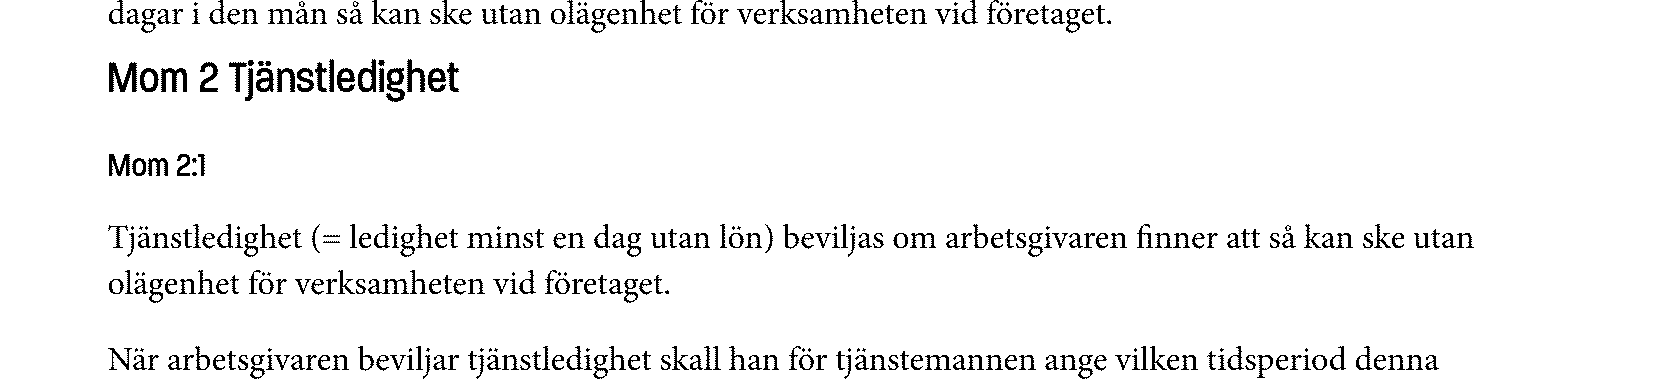 dagar i den mån så kan ske utan olägenhet för verksamheten vid företaget.
Mom 2 Tjänstledighet
Mom 2:1
Tjänstledighet (= ledighet minst en dag utan lön) beviljas om arbetsgivaren finner att så kan ske utan
olägenhet för verksamheten vid företaget.
När arbetsgivaren beviljar tjänstledighet skall han för tjänstemannen ange vilken tidsperiod denna